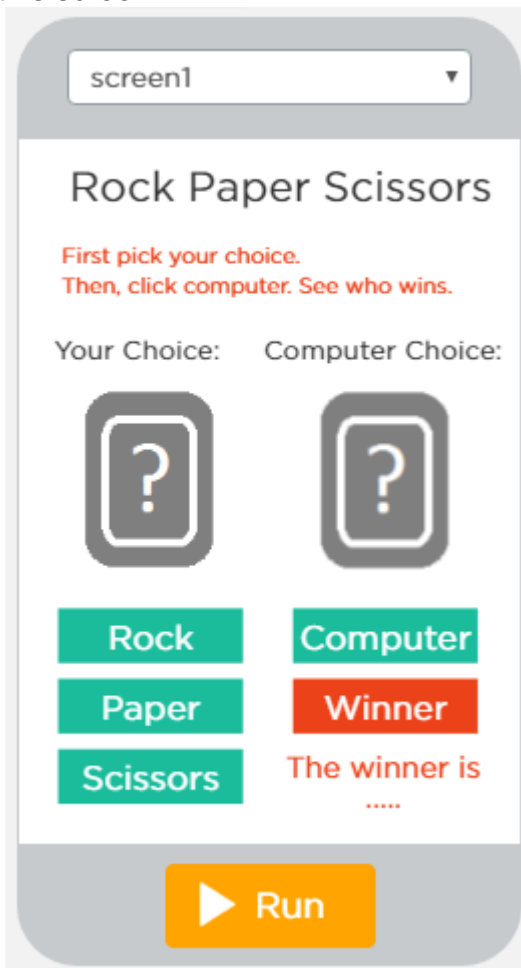 screen1
Rock Paper Scissors
First pick your choice.
Then, click computer. See who wins.
Your Choice: Computer Choice:
? ?
Rock Computer
Paper Winner
Scissors The winner is
.....
Run